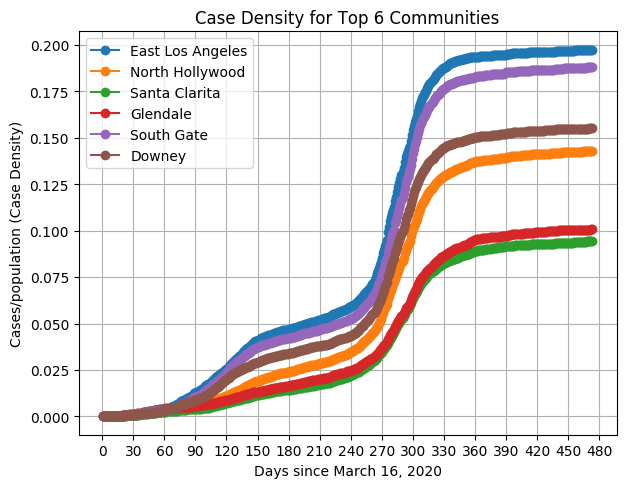 Case Density for Top 6 Communities
East Los Angeles
North Hollywood
Santa Clarita
Glendale
South Gate
Downey
Cases/population (Case Density)
0.200
0.175
0.150
0.125
0.100
0.075
0.050
0.025
0.000
0 30 60 90 120 150 180 210 240 270 300 330 360 390 420 450 480
Days since March 16, 2020